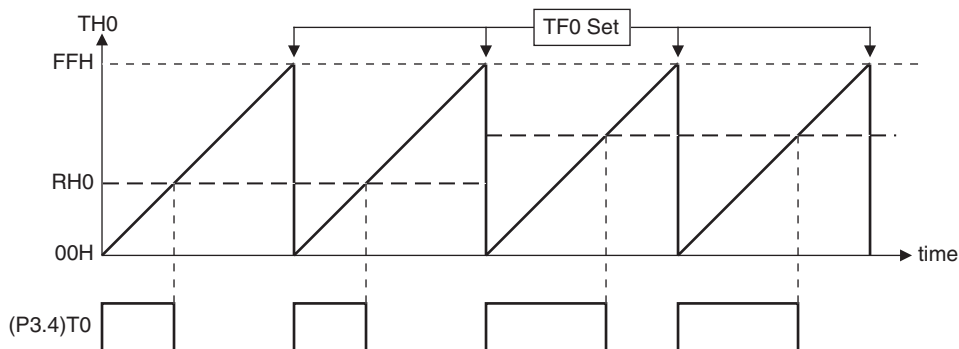 TH0
TF0 Set
FFH
RH0
00H
time
(P3.4)T0